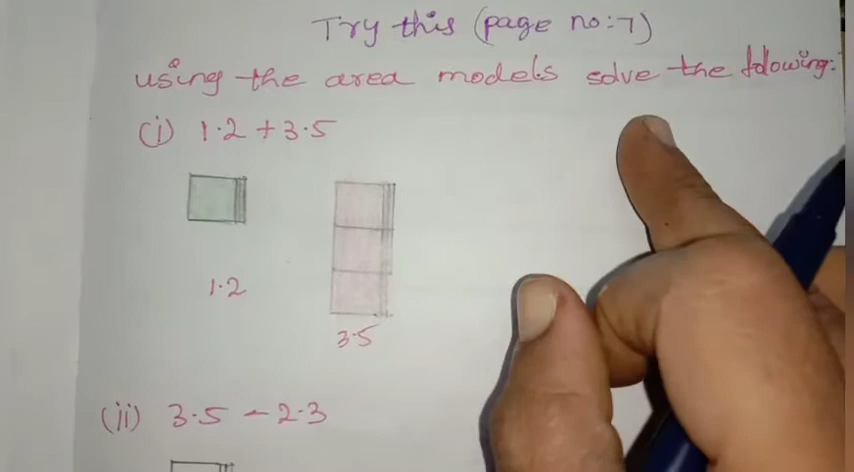 Try this (page no:7)
using the area models solve the folowing:
(i) 1.2 + 3.5
1.2
3.5
(ii) 3.5 - 2.3